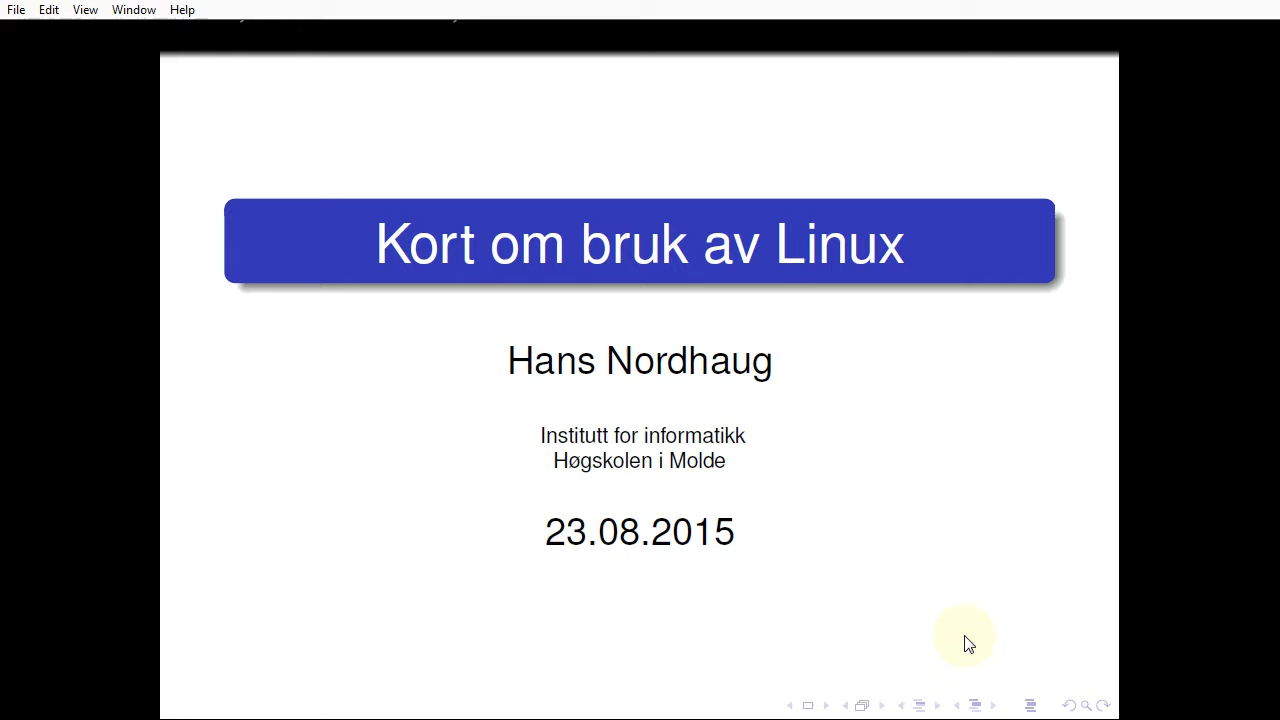 File Edit View Window Help
Kort om bruk av Linux
Hans Nordhaug
Institutt for informatikk
Høgskolen i Molde
23.08.2015